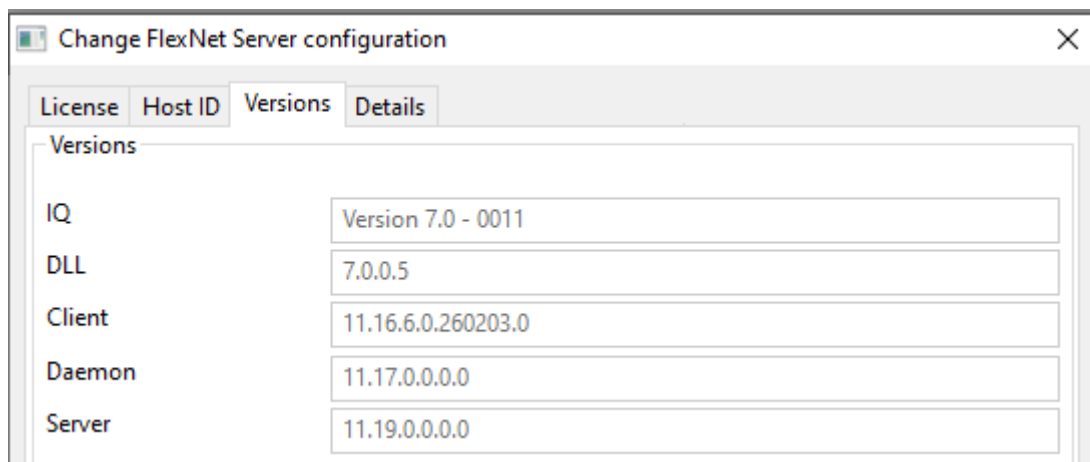 Change FlexNet Server configuration
License Host ID Versions Details
Versions
IQ Version 7.0 - 0011
DLL 7.0.0.5
Client 11.16.6.0.260203.0
Daemon 11.17.0.0.0.0
Server 11.19.0.0.0.0